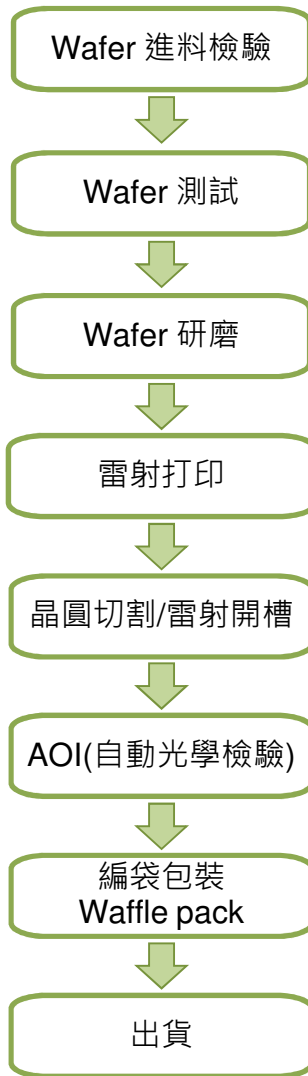 Wafer 進料檢驗
Wafer 測試
Wafer 研磨
雷射打印
晶圓切割/雷射開槽
AOI(自動光學檢驗)
編袋包裝
Waffle pack
出貨